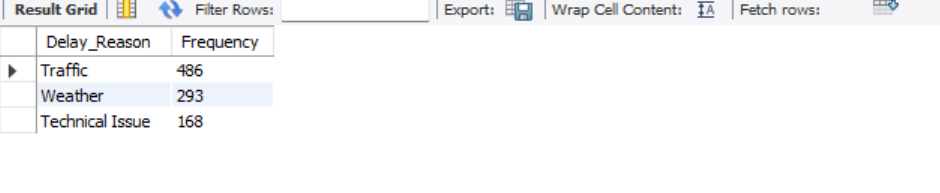 Result Grid Filter Rows: Export: Wrap Cell Content: Fetch rows:
Delay_Reason Frequency
Traffic 486
Weather 293
Technical Issue 168